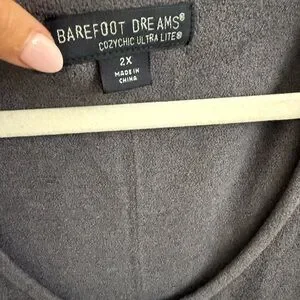 BAREFOOT DREAMS®
COZYCHIC ULTRA LITE®
2X
MADE IN
CHINA